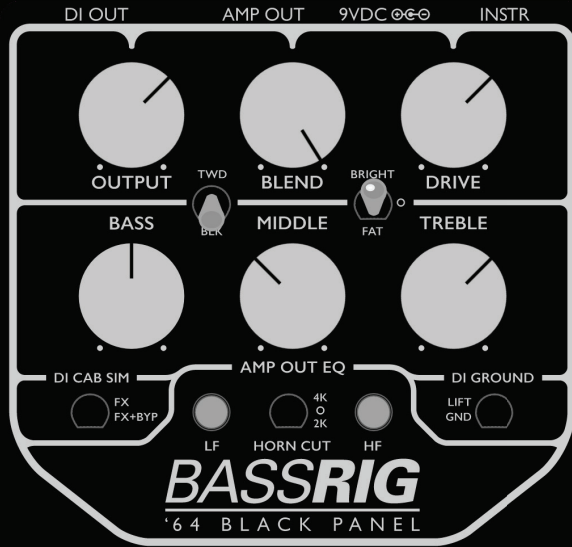 DI OUT AMP OUT 9VDC INSTR
OUTPUT BLEND DRIVE
TWD BRIGHT
BLK FAT
BASS MIDDLE TREBLE
DI CAB SIM AMP OUT EQ DI GROUND
FX
FX+BYP
4K
2K
LIFT
GND
LF HORN CUT HF
BASSRIG
'64 BLACK PANEL